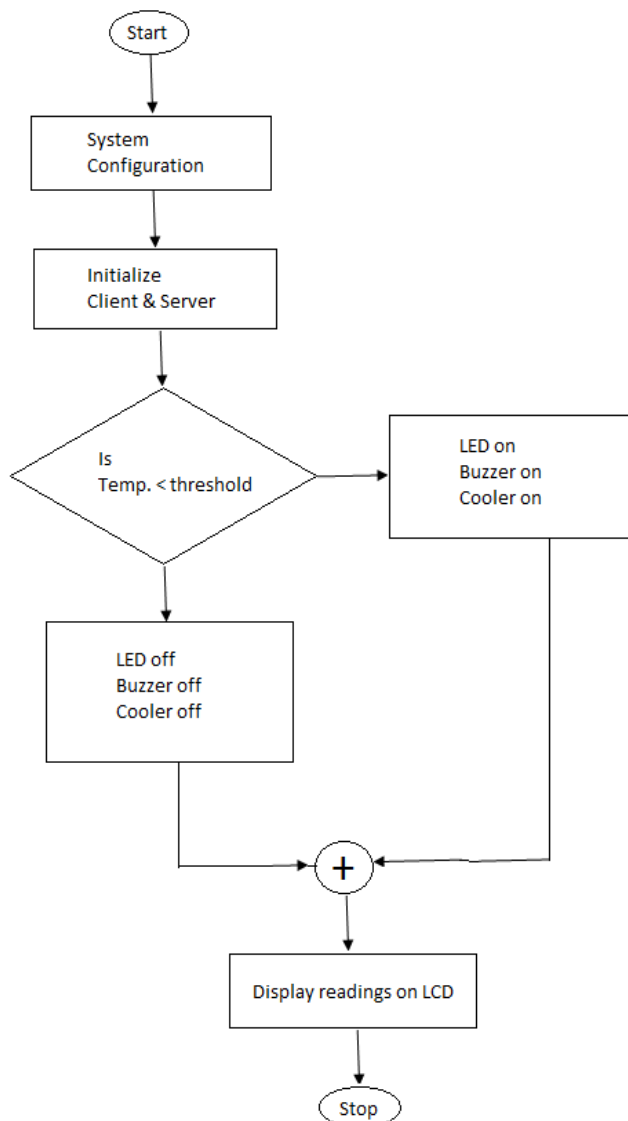 Start
System
Configuration
Initialize
Client & Server
Is
Temp. < threshold
LED on
Buzzer on
Cooler on
LED off
Buzzer off
Cooler off
+
Display readings on LCD
Stop